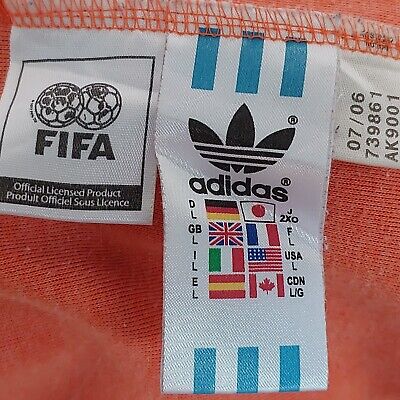 FIFA
Official Licensed Product
Produit Officiel Sous Licence
adidas
D L
J 2XO
GB L
F L
I L
USA L
E L
CDN L/G
07/06
739861
AK9001